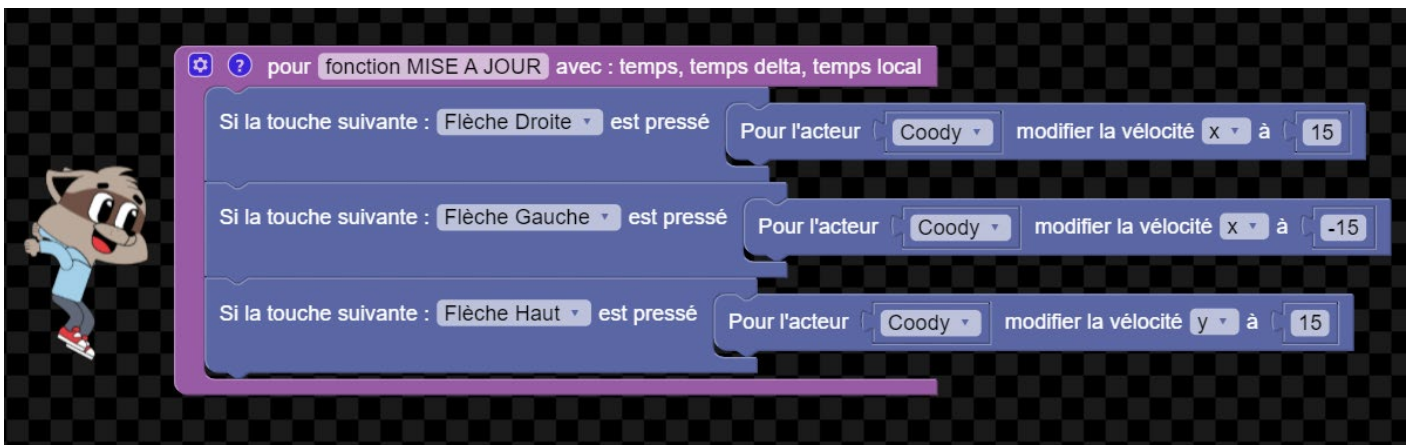 ? pour fonction MISE A JOUR avec : temps, temps delta, temps local
Si la touche suivante : Flèche Droite est pressé Pour l'acteur Coody modifier la vélocité x à 15
Si la touche suivante : Flèche Gauche est pressé Pour l'acteur Coody modifier la vélocité x à -15
Si la touche suivante : Flèche Haut est pressé Pour l'acteur Coody modifier la vélocité y à 15